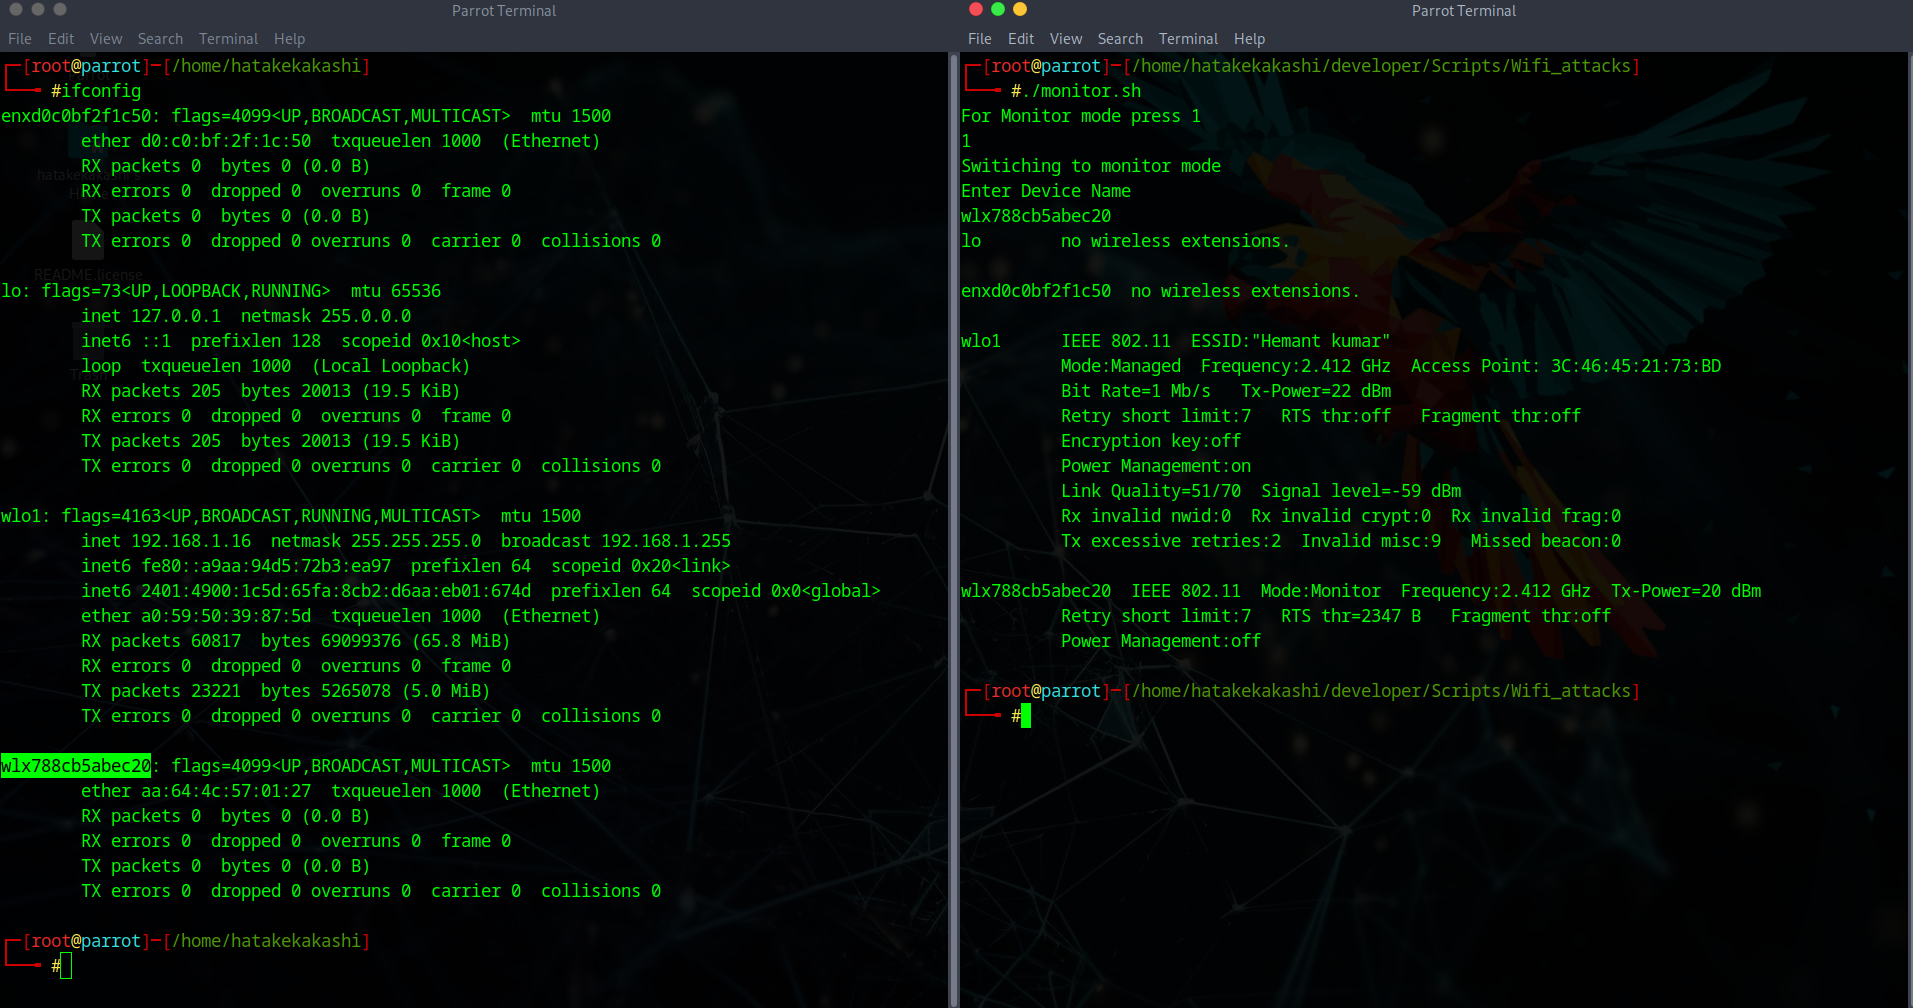 Parrot Terminal
File Edit View Search Terminal Help
┌─[root@parrot]─[/home/hatakekakashi]
└──╼ #ifconfig
enxd0c0bf2f1c50: flags=4099<UP,BROADCAST,MULTICAST>  mtu 1500
        ether d0:c0:bf:2f:1c:50  txqueuelen 1000  (Ethernet)
        RX packets 0  bytes 0 (0.0 B)
        RX errors 0  dropped 0  overruns 0  frame 0
        TX packets 0  bytes 0 (0.0 B)
        TX errors 0  dropped 0 overruns 0  carrier 0  collisions 0
lo: flags=73<UP,LOOPBACK,RUNNING>  mtu 65536
        inet 127.0.0.1  netmask 255.0.0.0
        inet6 ::1  prefixlen 128  scopeid 0x10<host>
        loop  txqueuelen 1000  (Local Loopback)
        RX packets 205  bytes 20013 (19.5 KiB)
        RX errors 0  dropped 0  overruns 0  frame 0
        TX packets 205  bytes 20013 (19.5 KiB)
        TX errors 0  dropped 0 overruns 0  carrier 0  collisions 0
wlo1: flags=4163<UP,BROADCAST,RUNNING,MULTICAST>  mtu 1500
        inet 192.168.1.16  netmask 255.255.255.0  broadcast 192.168.1.255
        inet6 fe80::a9aa:94d5:72b3:ea97  prefixlen 64  scopeid 0x20<link>
        inet6 2401:4900:1c5d:65fa:8cb2:d6aa:eb01:674d  prefixlen 64  scopeid 0x0<global>
        ether a0:59:50:39:87:5d  txqueuelen 1000  (Ethernet)
        RX packets 60817  bytes 69099376 (65.8 MiB)
        RX errors 0  dropped 0  overruns 0  frame 0
        TX packets 23221  bytes 5265078 (5.0 MiB)
        TX errors 0  dropped 0 overruns 0  carrier 0  collisions 0
wlx788cb5abec20: flags=4099<UP,BROADCAST,MULTICAST>  mtu 1500
        ether aa:64:4c:57:01:27  txqueuelen 1000  (Ethernet)
        RX packets 0  bytes 0 (0.0 B)
        RX errors 0  dropped 0  overruns 0  frame 0
        TX packets 0  bytes 0 (0.0 B)
        TX errors 0  dropped 0 overruns 0  carrier 0  collisions 0
┌─[root@parrot]─[/home/hatakekakashi]
└──╼ #
hatakekakashi's
Home
README.license
Trash
Parrot Terminal
File Edit View Search Terminal Help
┌─[root@parrot]─[/home/hatakekakashi/developer/Scripts/Wifi_attacks]
└──╼ #./monitor.sh
For Monitor mode press 1
1
Switiching to monitor mode
Enter Device Name
wlx788cb5abec20
lo        no wireless extensions.
enxd0c0bf2f1c50  no wireless extensions.
wlo1      IEEE 802.11  ESSID:"Hemant kumar"
          Mode:Managed  Frequency:2.412 GHz  Access Point: 3C:46:45:21:73:BD
          Bit Rate=1 Mb/s   Tx-Power=22 dBm
          Retry short limit:7   RTS thr:off   Fragment thr:off
          Encryption key:off
          Power Management:on
          Link Quality=51/70  Signal level=-59 dBm
          Rx invalid nwid:0  Rx invalid crypt:0  Rx invalid frag:0
          Tx excessive retries:2  Invalid misc:9   Missed beacon:0
wlx788cb5abec20  IEEE 802.11  Mode:Monitor  Frequency:2.412 GHz  Tx-Power=20 dBm
          Retry short limit:7   RTS thr=2347 B   Fragment thr:off
          Power Management:off
┌─[root@parrot]─[/home/hatakekakashi/developer/Scripts/Wifi_attacks]
└──╼ #